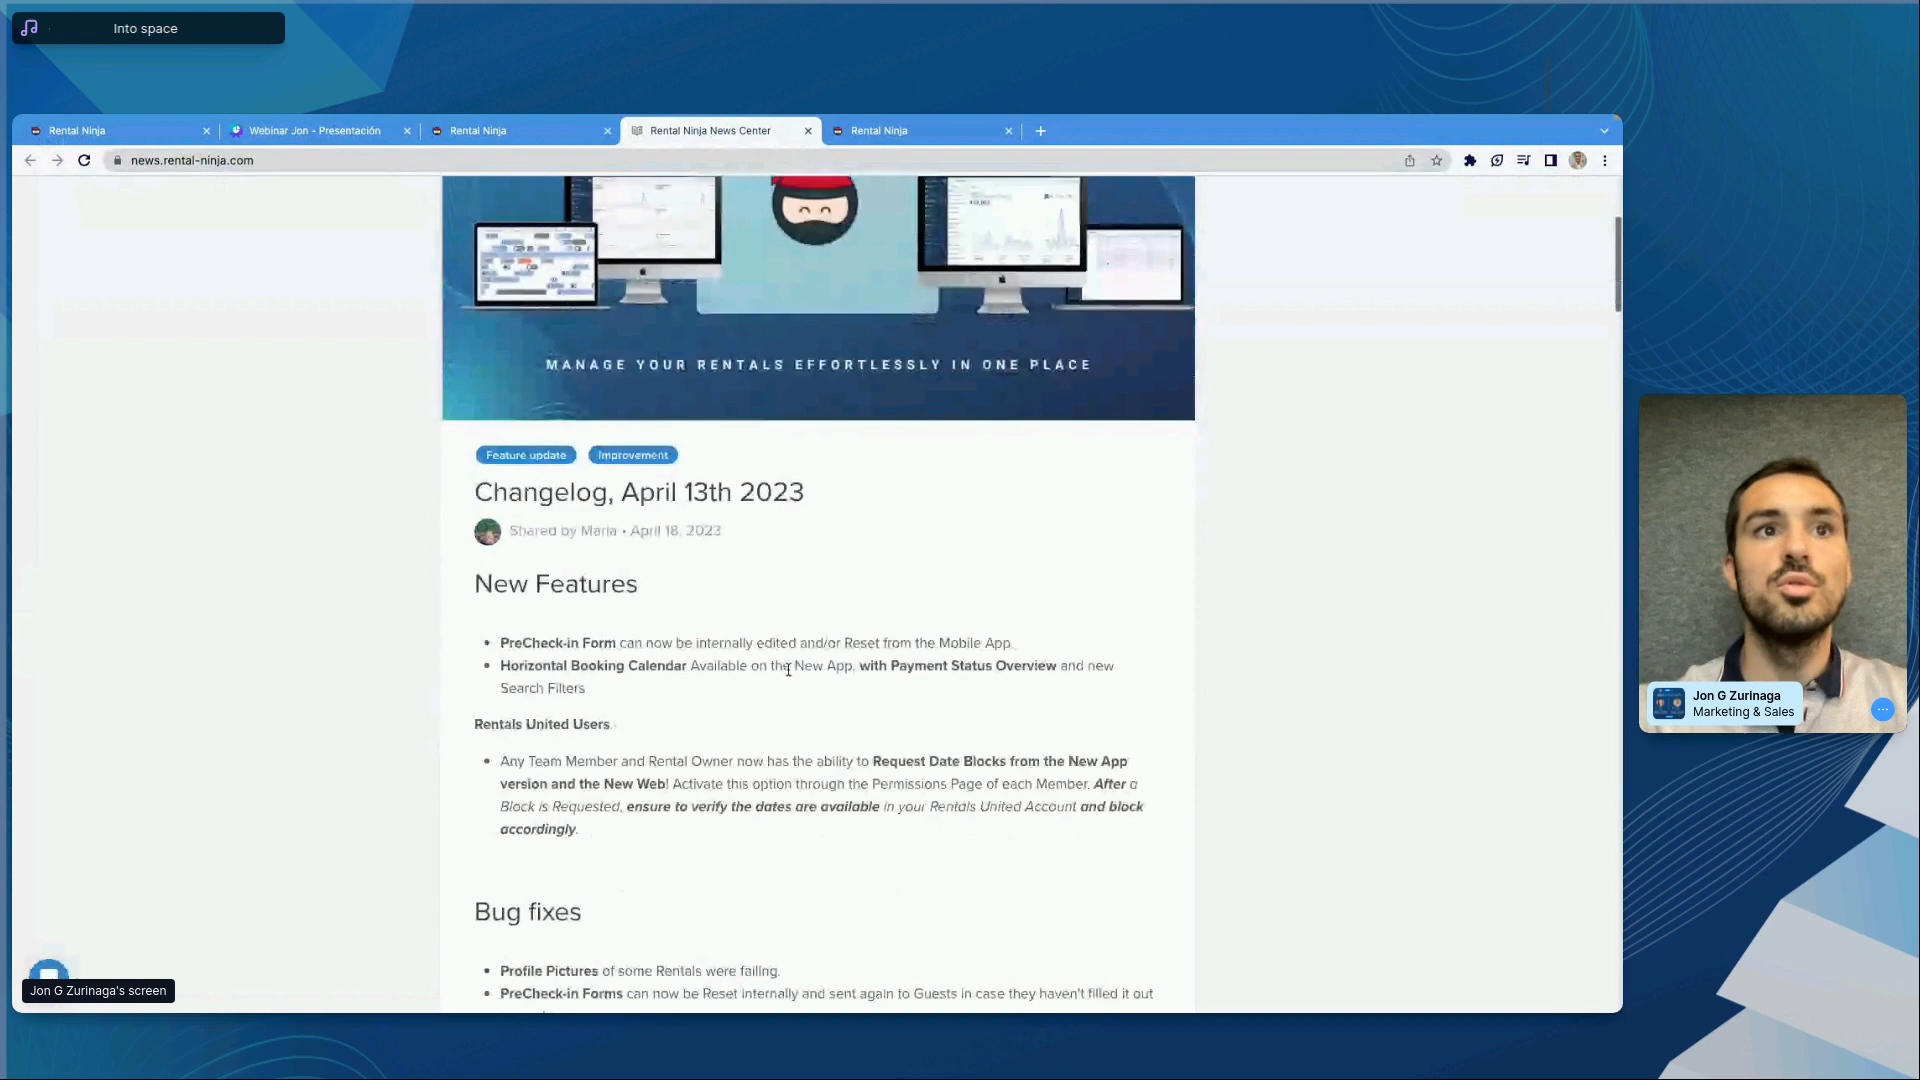 Into space
Rental Ninja
Webinar Jon - Presentación
Rental Ninja
Rental Ninja News Center
Rental Ninja
news.rental-ninja.com
MANAGE YOUR RENTALS EFFORTLESSLY IN ONE PLACE
Feature update
Improvement
Changelog, April 13th 2023
Shared by Maria • April 18, 2023
New Features
• PreCheck-in Form can now be internally edited and/or Reset from the Mobile App.
• Horizontal Booking Calendar Available on the New App, with Payment Status Overview and new
Search Filters
Rentals United Users
• Any Team Member and Rental Owner now has the ability to Request Date Blocks from the New App
version and the New Web! Activate this option through the Permissions Page of each Member. After a
Block is Requested, ensure to verify the dates are available in your Rentals United Account and block
accordingly.
Bug fixes
• Profile Pictures of some Rentals were failing.
• PreCheck-in Forms can now be Reset internally and sent again to Guests in case they haven't filled it out
Jon G Zurinaga
Marketing & Sales
Jon G Zurinaga's screen